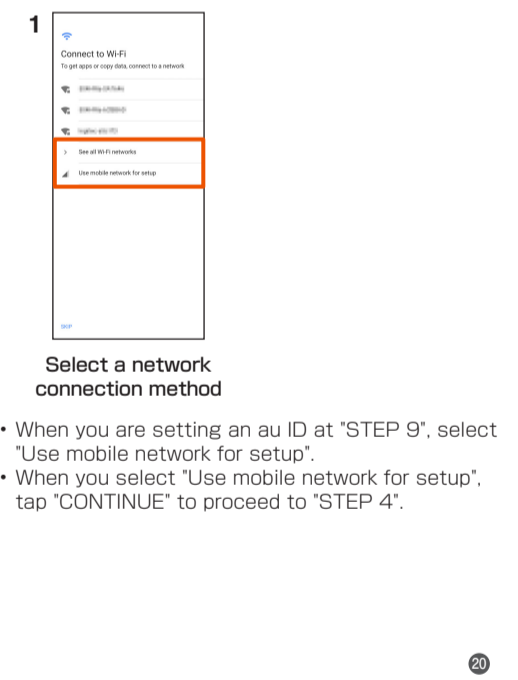 1
Connect to Wi-Fi
To get apps or copy data, connect to a network
See all Wi-Fi networks
Use mobile network for setup
SKIP
Select a network
connection method
• When you are setting an au ID at "STEP 9", select
"Use mobile network for setup".
• When you select "Use mobile network for setup",
tap "CONTINUE" to proceed to "STEP 4".
20